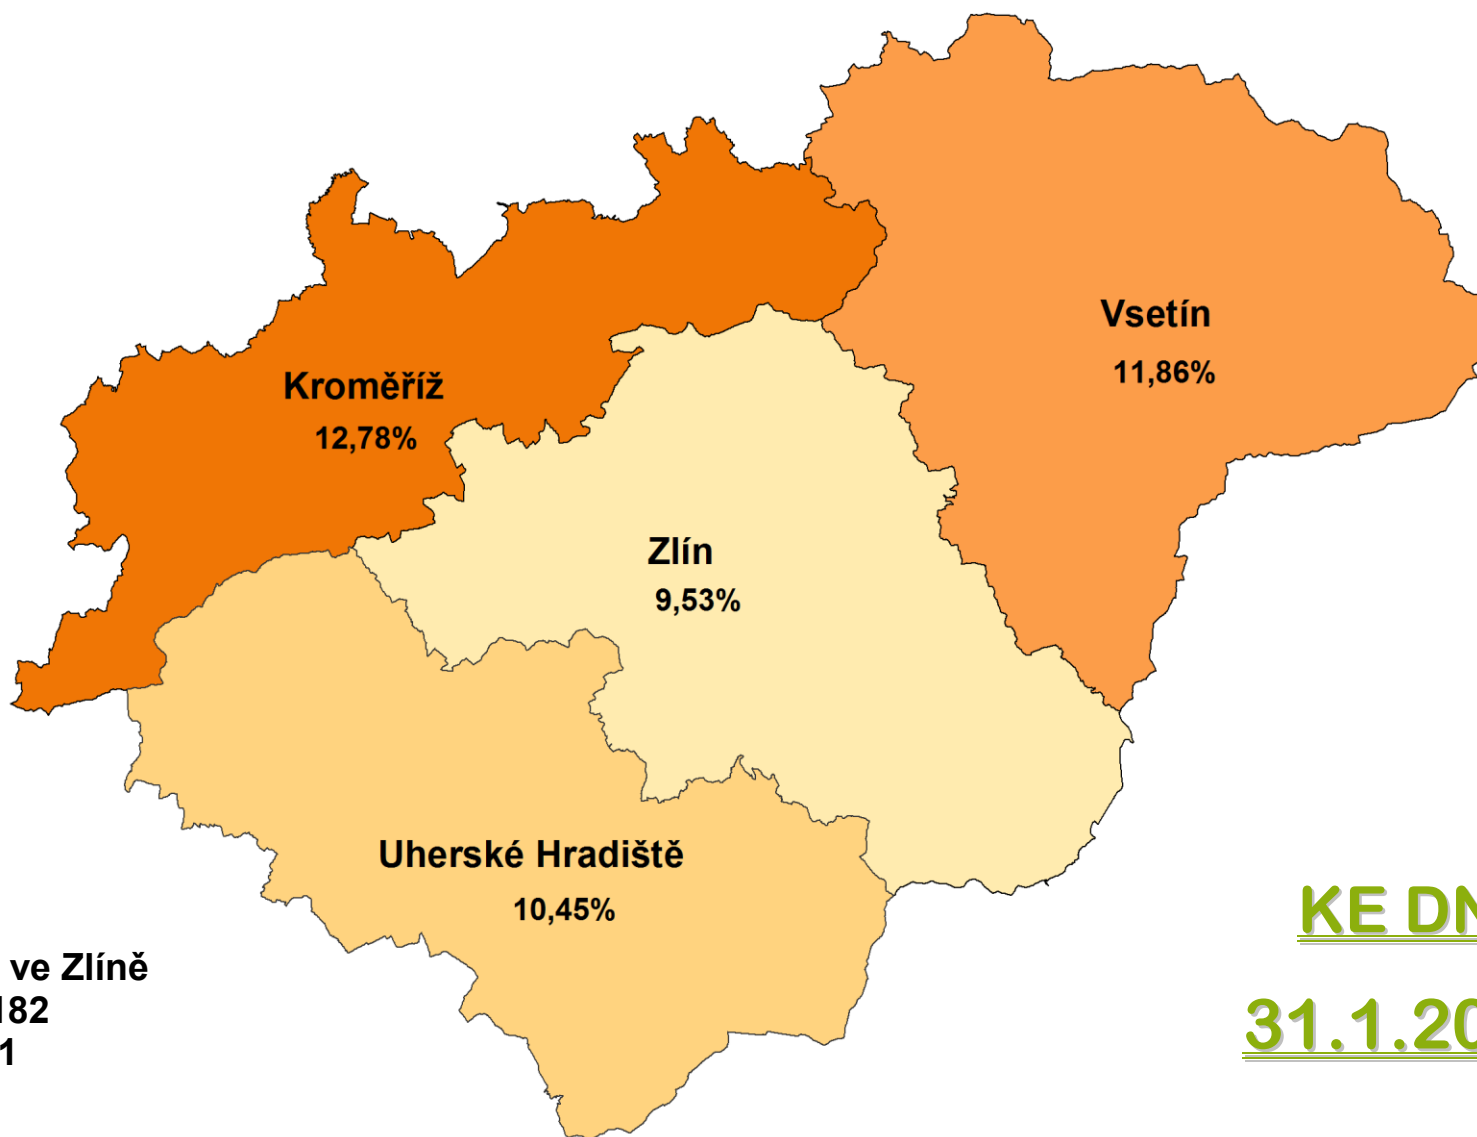 Vsetín
11,86%
Kroměříž
12,78%
Zlín
9,53%
Uherské Hradiště
10,45%
ve Zlíně
182
1
KE DN
31.1.20